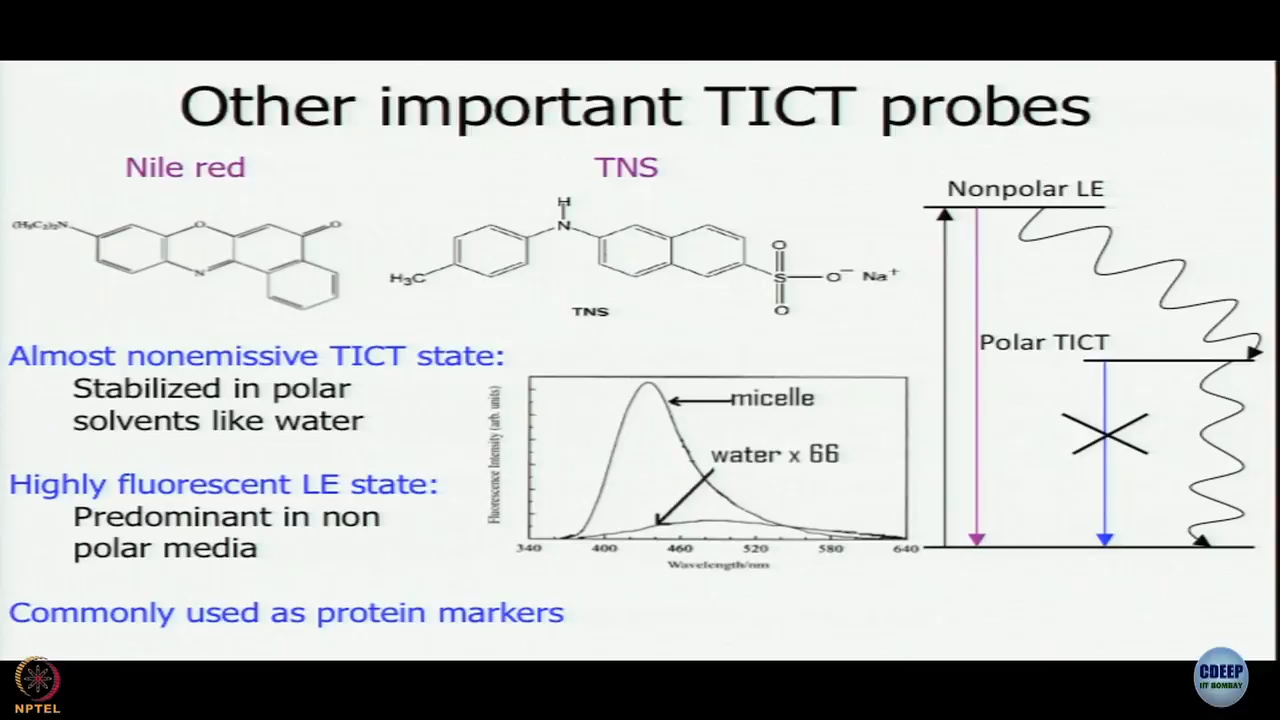 Other important TICT probes
Nile red
TNS
(H₅C₂)₂N
O
O
N
H
N
H₃C
O
S
O⁻ Na⁺
O
TNS
Nonpolar LE
Polar TICT
Almost nonemissive TICT state:
Stabilized in polar
solvents like water
Highly fluorescent LE state:
Predominant in non
polar media
Commonly used as protein markers
Fluorescence Intensity (arb. units)
micelle
water x 66
340 400 460 520 580 640
Wavelength/nm
NPTEL
CDEEP
IIT BOMBAY